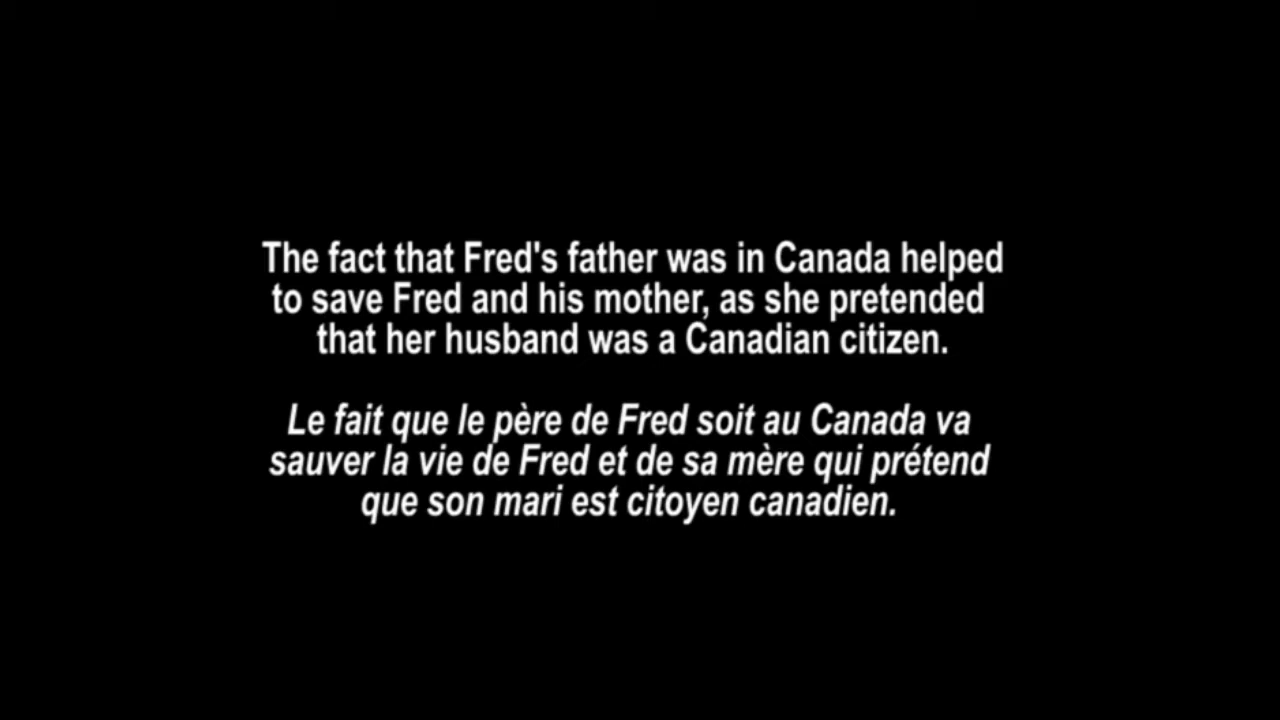 The fact that Fred's father was in Canada helped
to save Fred and his mother, as she pretended
that her husband was a Canadian citizen.
Le fait que le père de Fred soit au Canada va
sauver la vie de Fred et de sa mère qui prétend
que son mari est citoyen canadien.